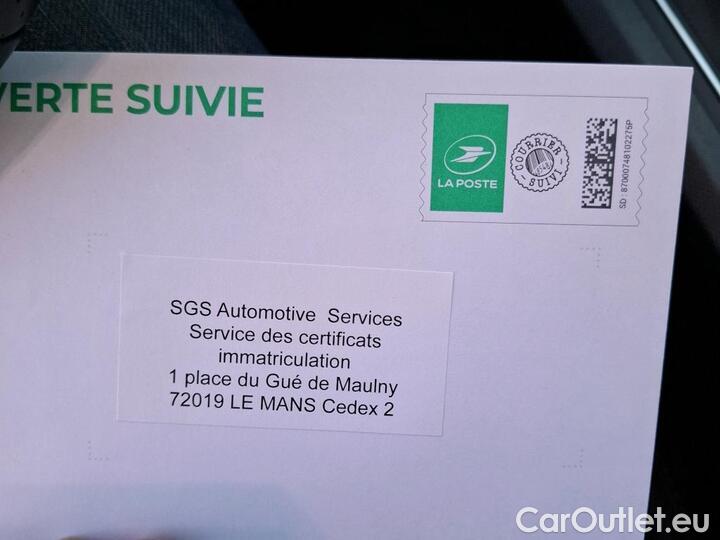 VERTE SUIVIE
LA POSTE
COURRIER
SUIVI
SD : 87000748102275P
SGS Automotive Services
Service des certificats
immatriculation
1 place du Gué de Maulny
72019 LE MANS Cedex 2
CarOutlet.eu